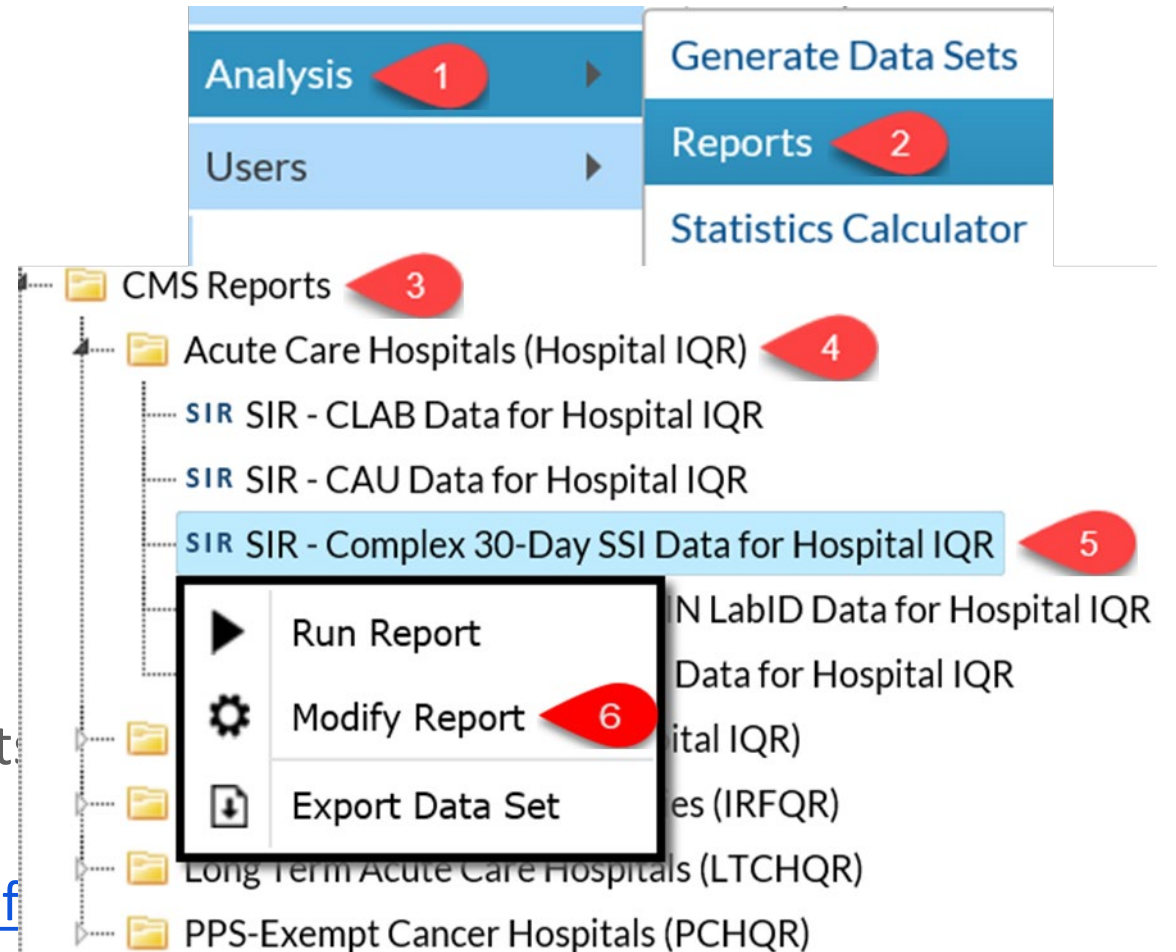 Analysis 1
Generate Data Sets
Reports 2
Users
Statistics Calculator
CMS Reports 3
Acute Care Hospitals (Hospital IQR) 4
SIR SIR - CLAB Data for Hospital IQR
SIR SIR - CAU Data for Hospital IQR
SIR SIR - Complex 30-Day SSI Data for Hospital IQR 5
Run Report
IN LabID Data for Hospital IQR
Data for Hospital IQR
Modify Report 6
ital IQR)
Export Data Set
es (IRFQR)
Long Term Acute Care Hospitals (LTCHQR)
PPS-Exempt Cancer Hospitals (PCHQR)